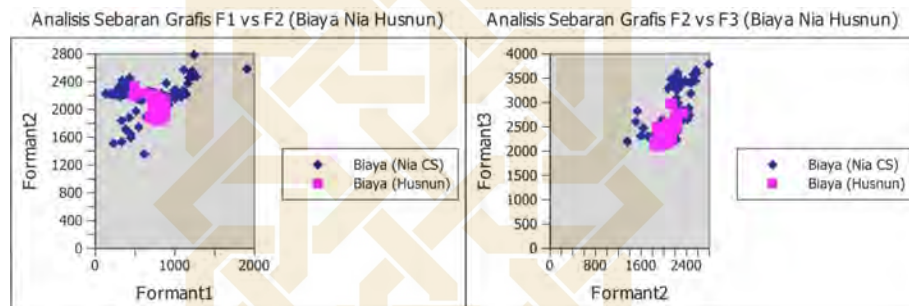 Analisis Sebaran Grafis F1 vs F2 (Biaya Nia Husnun)
2800
2400
2000
1600
1200
800
400
0
Formant2
0
1000
2000
Formant1
Biaya (Nia CS)
Biaya (Husnun)
Analisis Sebaran Grafis F2 vs F3 (Biaya Nia Husnun)
4000
3500
3000
2500
2000
1500
1000
500
0
Formant3
0
800
1600
2400
Formant2
Biaya (Nia CS)
Biaya (Husnun)